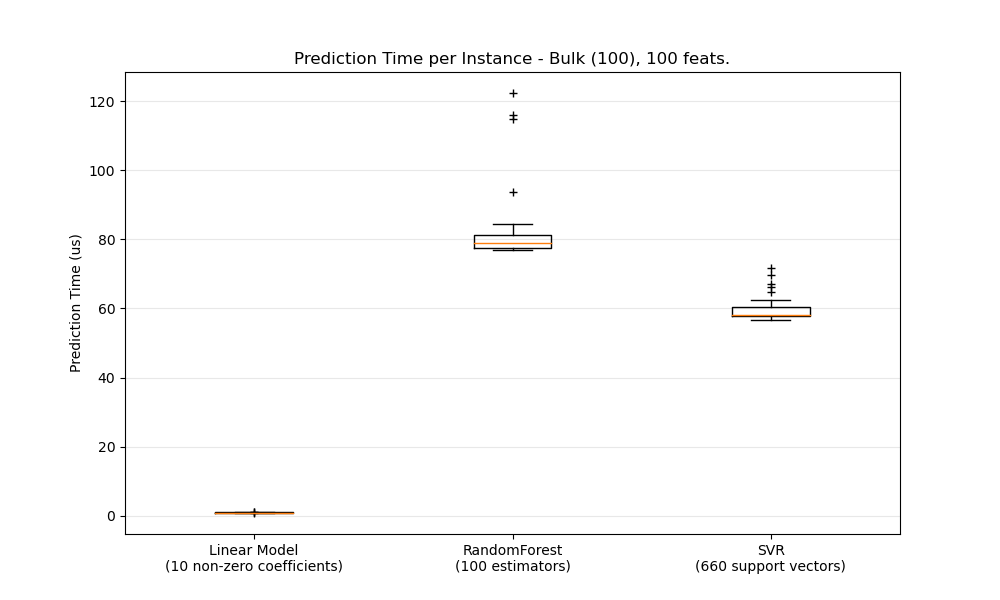 Prediction Time per Instance - Bulk (100), 100 feats.
Prediction Time (us)
120
100
80
60
40
20
0
Linear Model
(10 non-zero coefficients)
RandomForest
(100 estimators)
SVR
(660 support vectors)